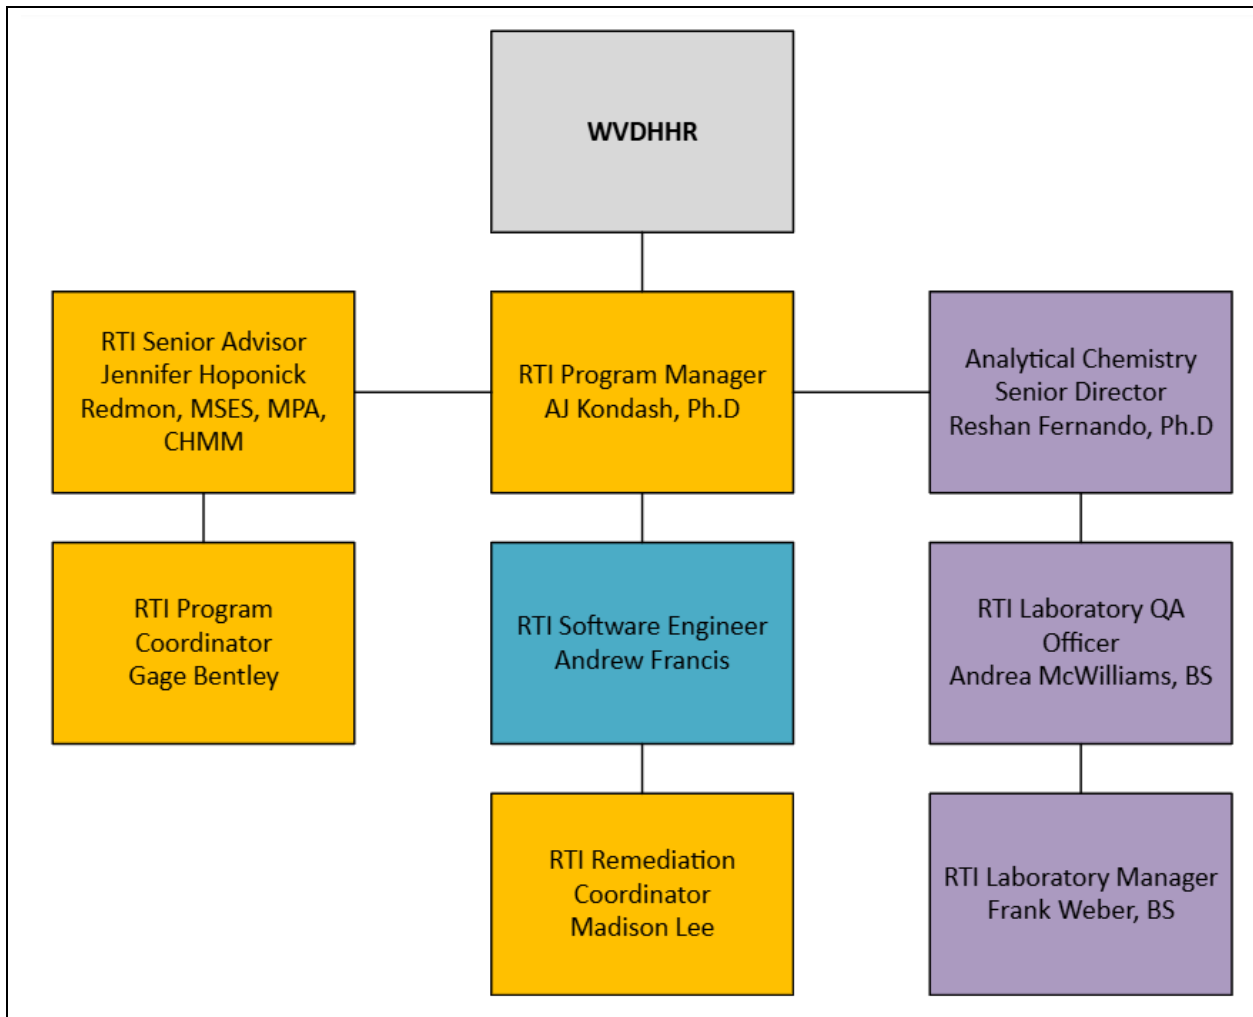 WVDHHR
RTI Senior Advisor
Jennifer Hoponick
Redmon, MSES, MPA,
CHMM
RTI Program Manager
AJ Kondash, Ph.D
Analytical Chemistry
Senior Director
Reshan Fernando, Ph.D
RTI Program
Coordinator
Gage Bentley
RTI Software Engineer
Andrew Francis
RTI Laboratory QA
Officer
Andrea McWilliams, BS
RTI Remediation
Coordinator
Madison Lee
RTI Laboratory Manager
Frank Weber, BS